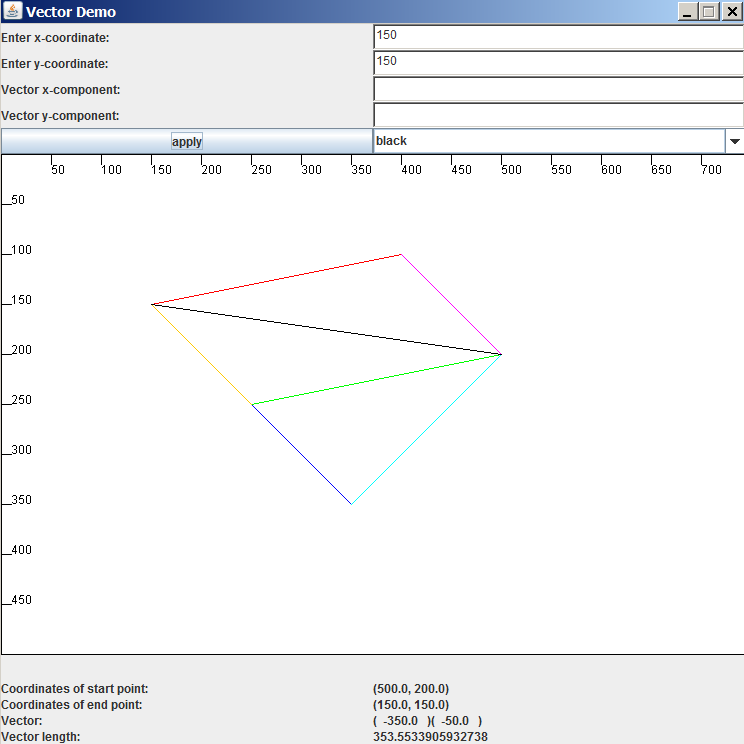 Vector Demo
Enter x-coordinate: 150
Enter y-coordinate: 150
Vector x-component:
Vector y-component:
apply black
50 100 150 200 250 300 350 400 450 500 550 600 650 700
50
100
150
200
250
300
350
400
450
Coordinates of start point: (500.0, 200.0)
Coordinates of end point: (150.0, 150.0)
Vector: ( -350.0 )( -50.0 )
Vector length: 353.5533905932738